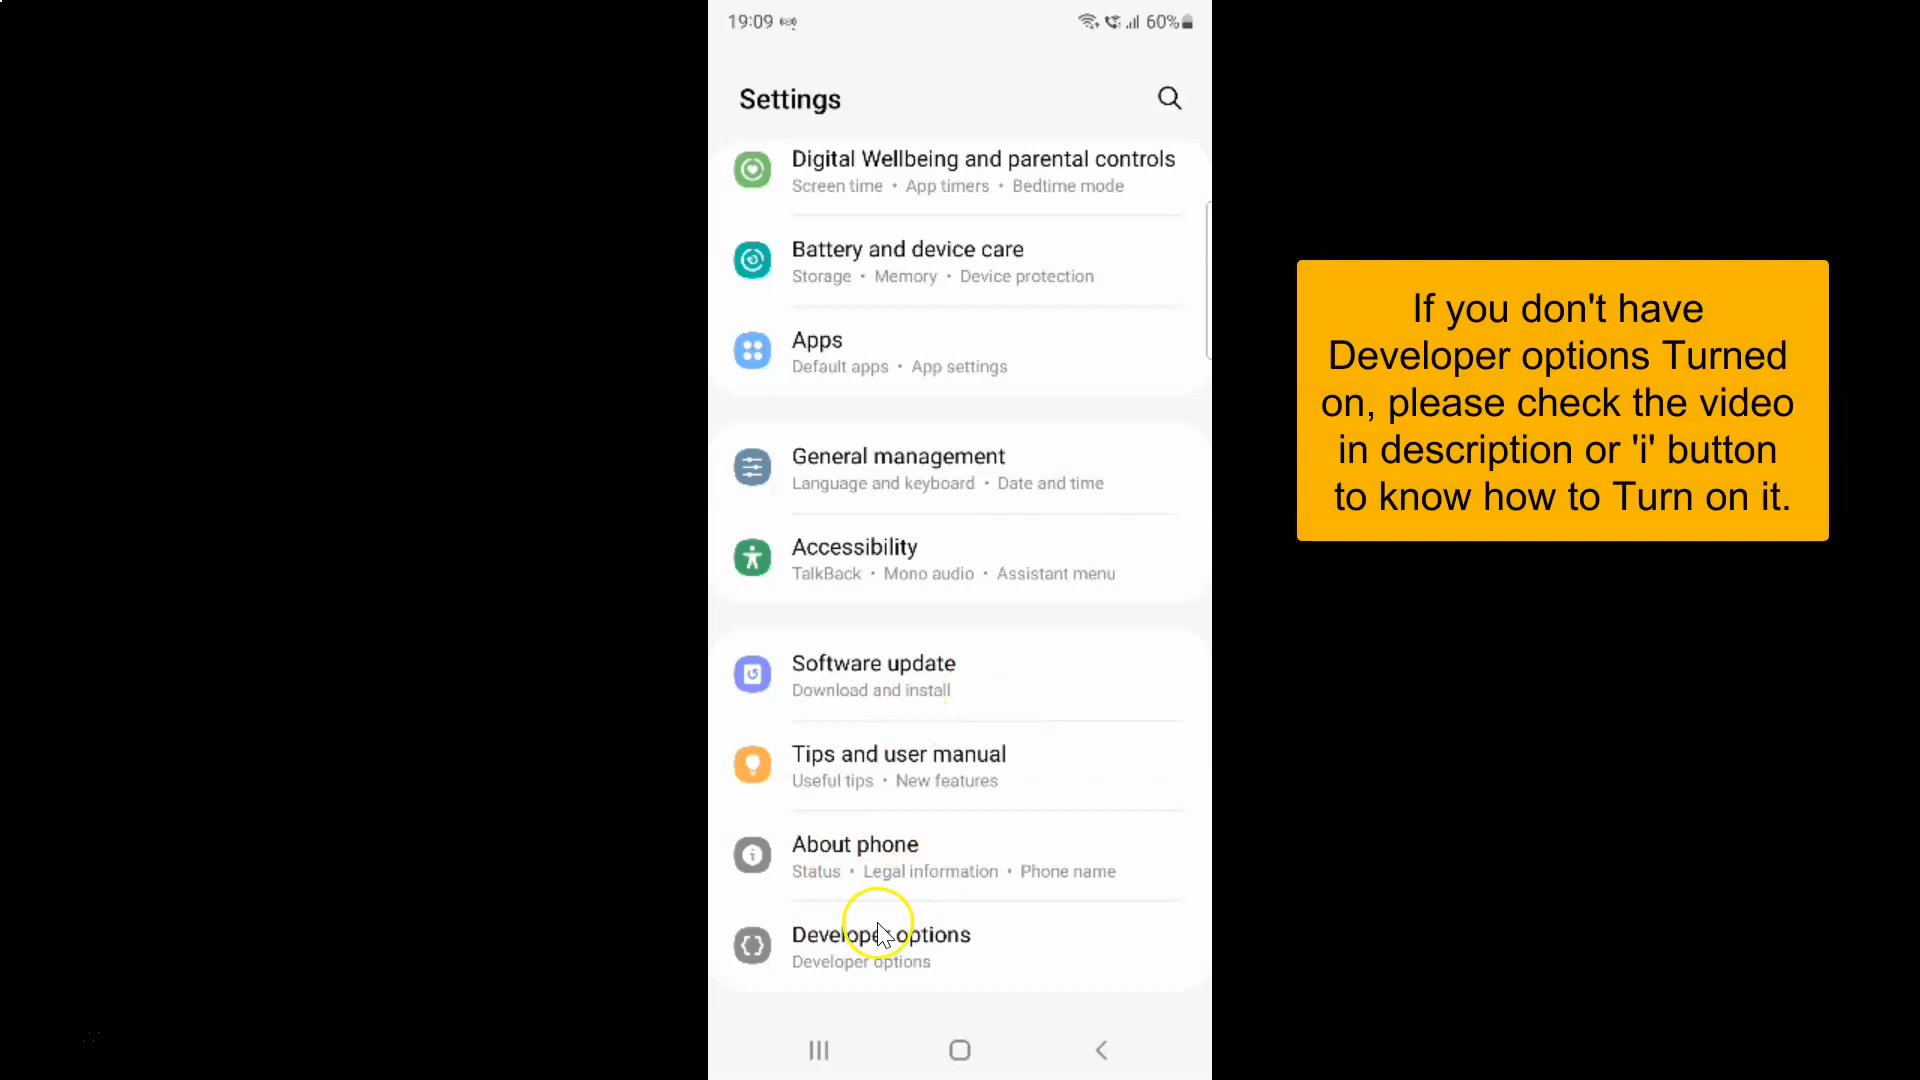 19:09
60%
Settings
Digital Wellbeing and parental controls
Screen time • App timers • Bedtime mode
Battery and device care
Storage • Memory • Device protection
Apps
Default apps • App settings
General management
Language and keyboard • Date and time
Accessibility
TalkBack • Mono audio • Assistant menu
Software update
Download and install
Tips and user manual
Useful tips • New features
About phone
Status • Legal information • Phone name
Developer options
Developer options
If you don't have
Developer options Turned
on, please check the video
in description or 'i' button
to know how to Turn on it.